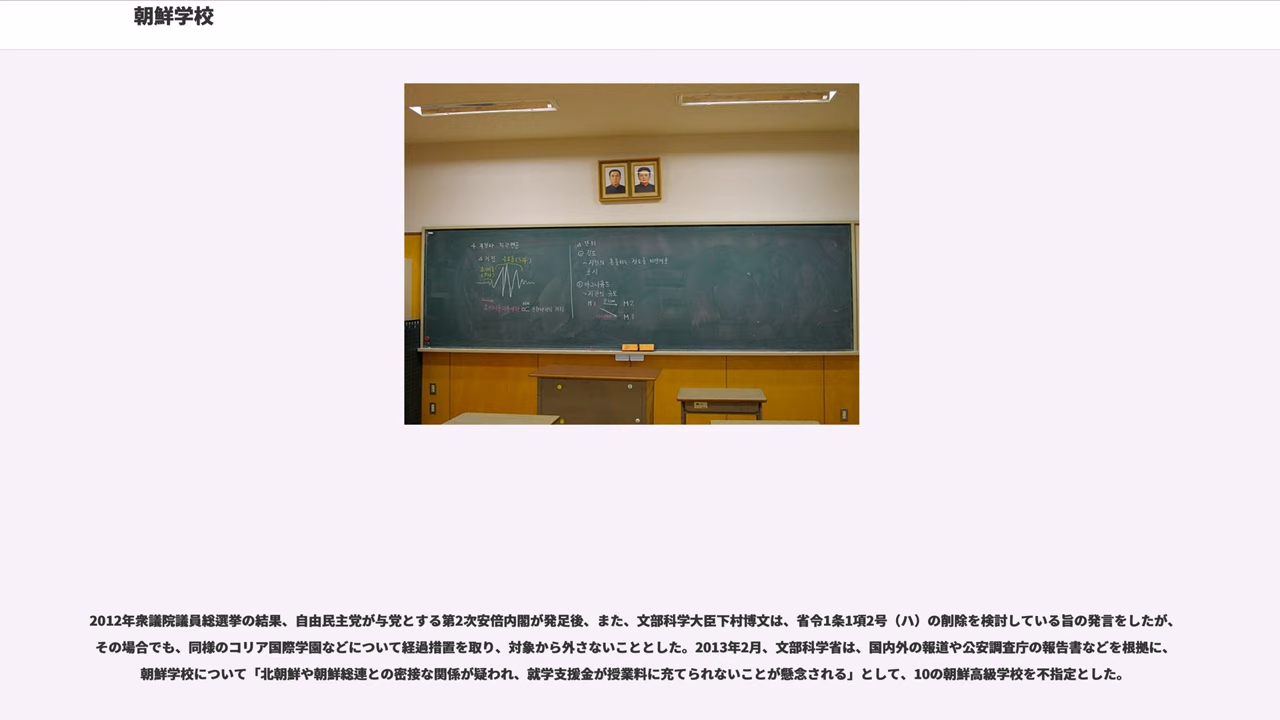 朝鮮学校
2012年衆議院議員総選挙の結果、自由民主党が与党とする第2次安倍内閣が発足後、また、文部科学大臣下村博文は、省令1条1項2号（ハ）の削除を検討している旨の発言をしたが、
その場合でも、同様のコリア国際学園などについて経過措置を取り、対象から外さないこととした。2013年2月、文部科学省は、国内外の報道や公安調査庁の報告書などを根拠に、
朝鮮学校について「北朝鮮や朝鮮総連との密接な関係が疑われ、就学支援金が授業料に充てられないことが懸念される」として、10の朝鮮高級学校を不指定とした。